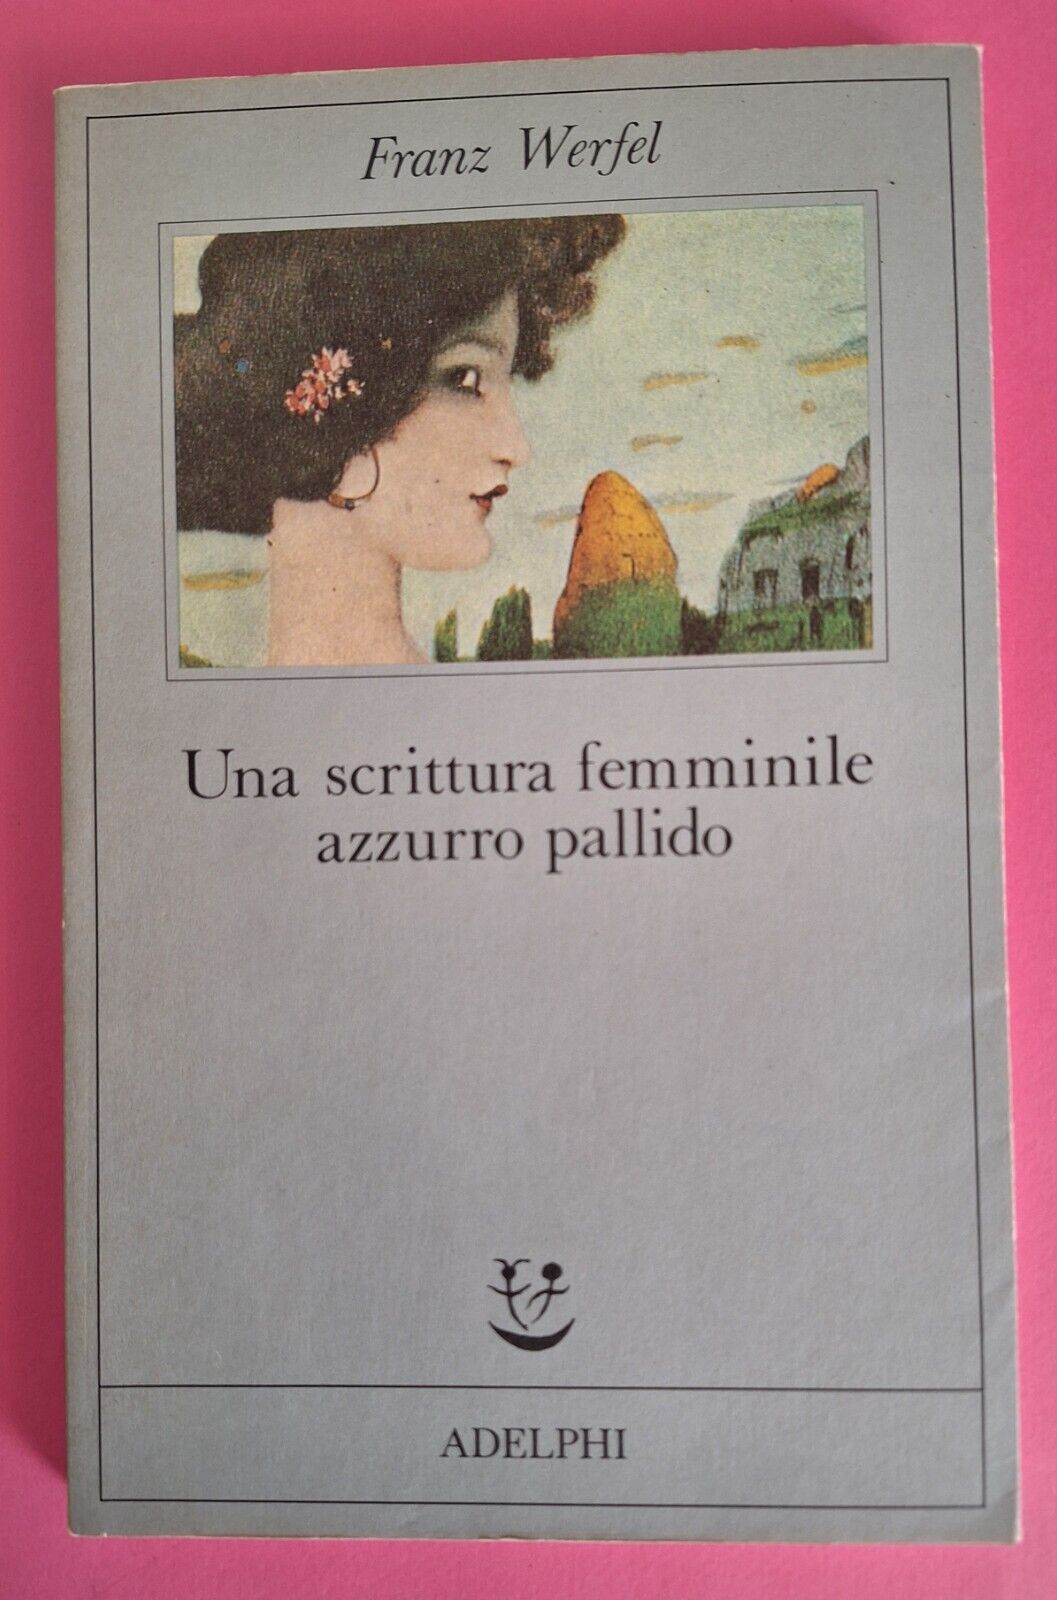 Franz Werfel
Una scrittura femminile
azzurro pallido
ADELPHI